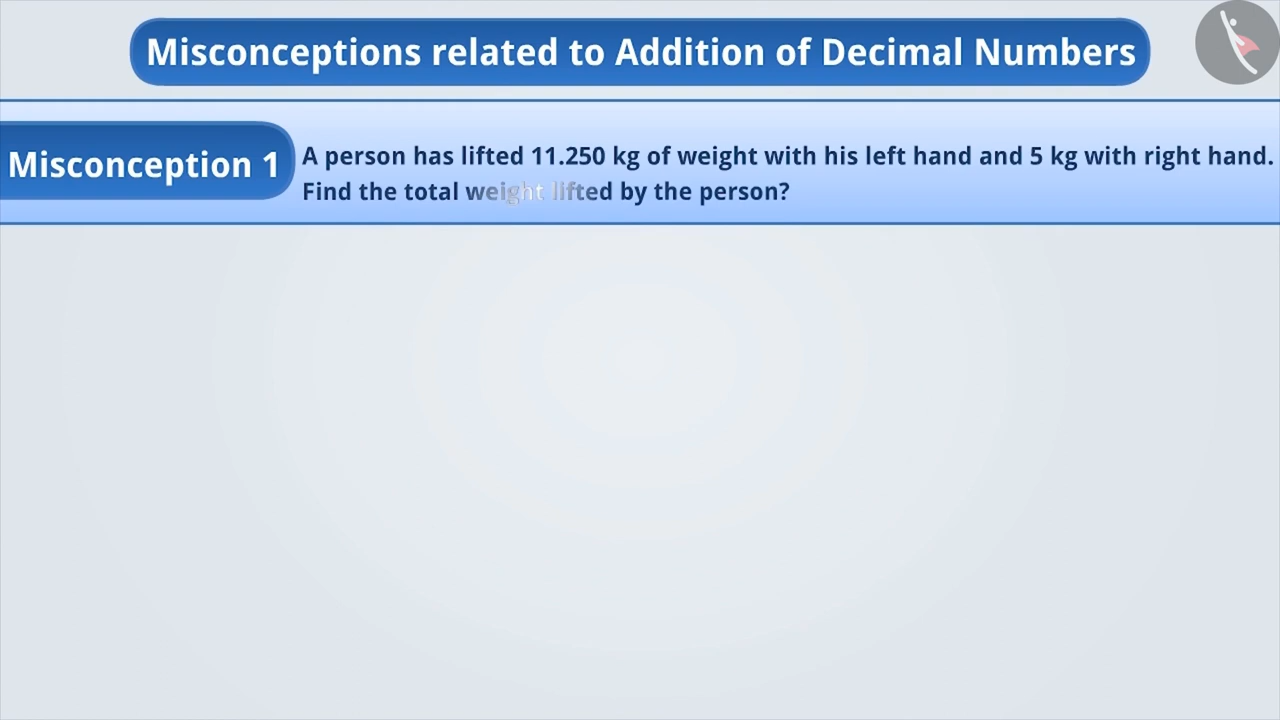 Misconceptions related to Addition of Decimal Numbers
Misconception 1
A person has lifted 11.250 kg of weight with his left hand and 5 kg with right hand.
Find the total weight lifted by the person?